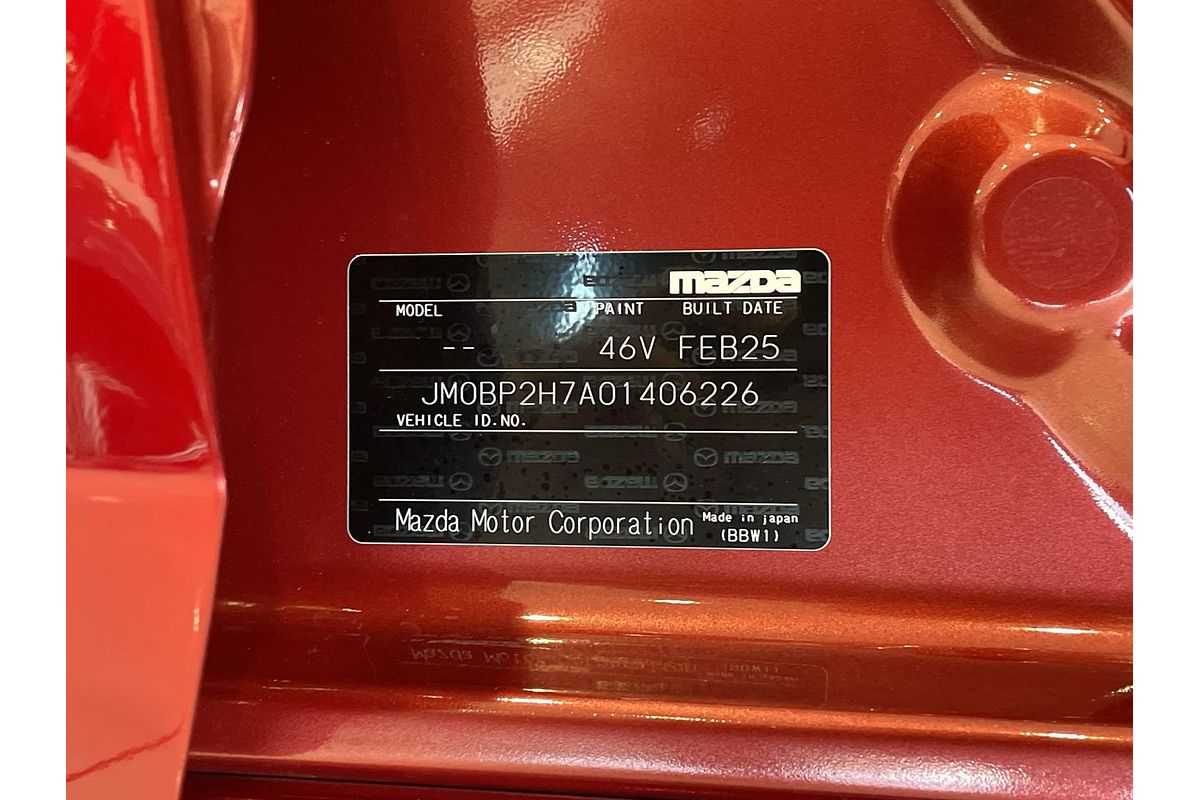 mazda
MODEL PAINT BUILT DATE
-- 46V FEB25
JM0BP2H7A01406226
VEHICLE ID.NO.
Mazda Motor Corporation Made in japan
(BBW1)